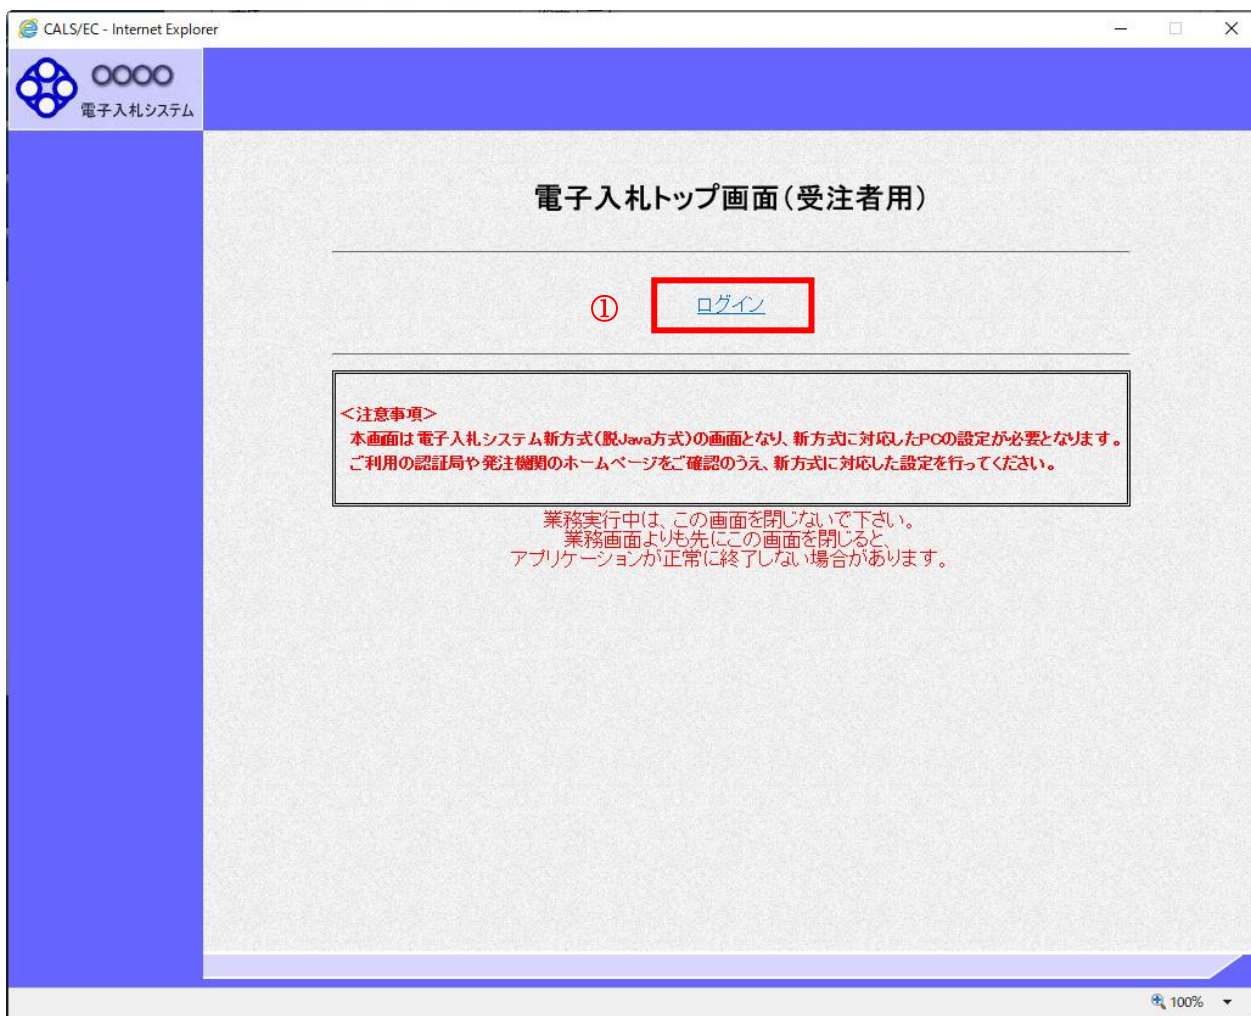 CALS/EC - Internet Explorer
〇〇〇〇
電子入札システム
電子入札トップ画面(受注者用)
① ログイン
<注意事項>
本画面は電子入札システム新方式(脱Java方式)の画面となり、新方式に対応したPCの設定が必要となります。
ご利用の認証局や発注機関のホームページをご確認のうえ、新方式に対応した設定を行ってください。
業務実行中は、この画面を閉じないで下さい。
業務画面よりも先にこの画面を閉じると、
アプリケーションが正常に終了しない場合があります。
100%